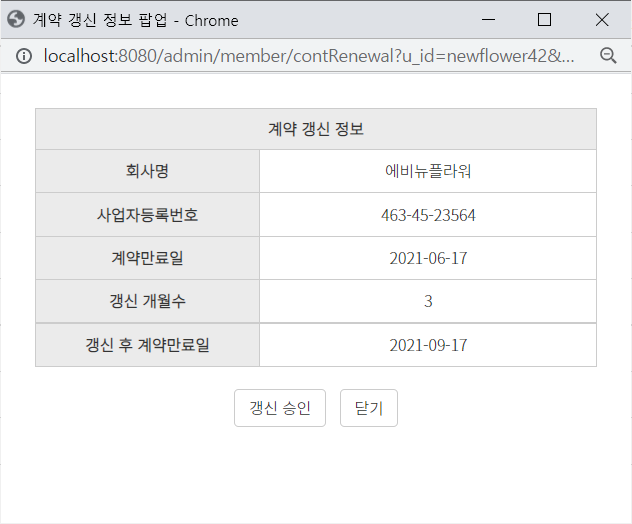 계약 갱신 정보 팝업 - Chrome
localhost:8080/admin/member/contRenewal?u_id=newflower42&...
계약 갱신 정보
회사명 에비뉴플라워
사업자등록번호 463-45-23564
계약만료일 2021-06-17
갱신 개월수 3
갱신 후 계약만료일 2021-09-17
갱신 승인 닫기